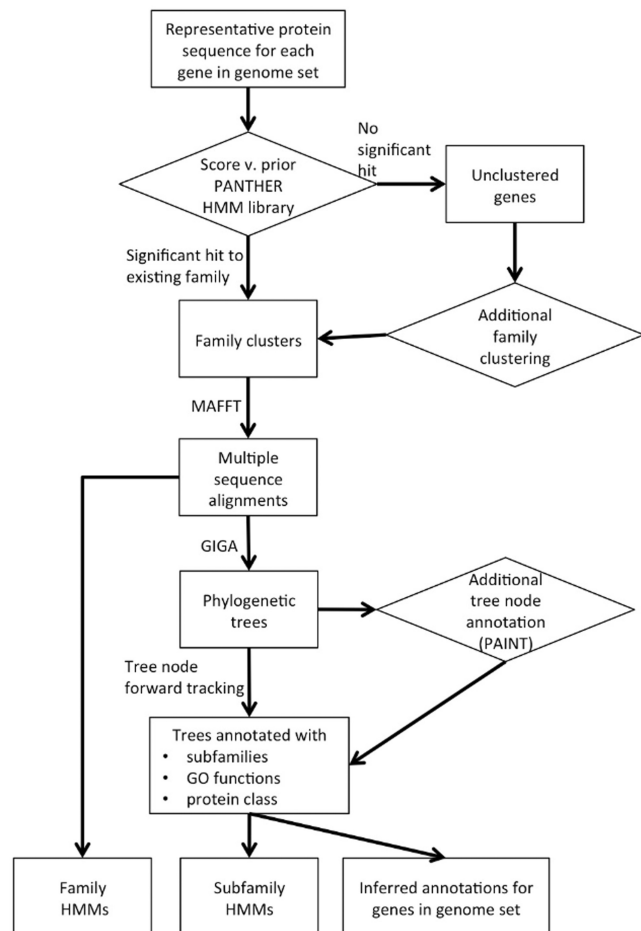 Representative protein
sequence for each
gene in genome set
No
significant
hit
Score v. prior
PANTHER
HMM library
Unclustered
genes
Significant hit to
existing family
Family clusters
Additional
family
clustering
MAFFT
Multiple
sequence
alignments
GIGA
Phylogenetic
trees
Additional
tree node
annotation
(PAINT)
Tree node
forward tracking
Trees annotated with
• subfamilies
• GO functions
• protein class
Family
HMMs
Subfamily
HMMs
Inferred annotations for
genes in genome set